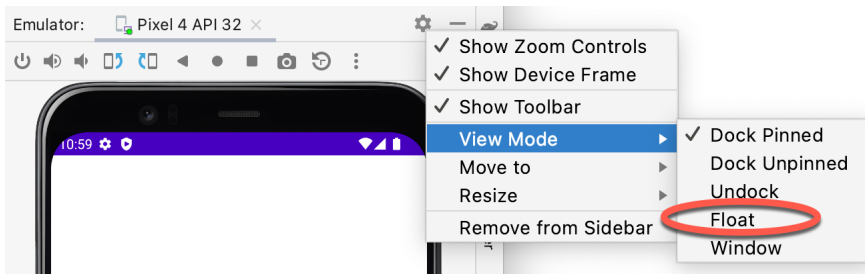 Emulator: Pixel 4 API 32
Show Zoom Controls
Show Device Frame
Show Toolbar
10:59
View Mode
Dock Pinned
Move to
Dock Unpinned
Resize
Undock
Remove from Sidebar
Float
Window